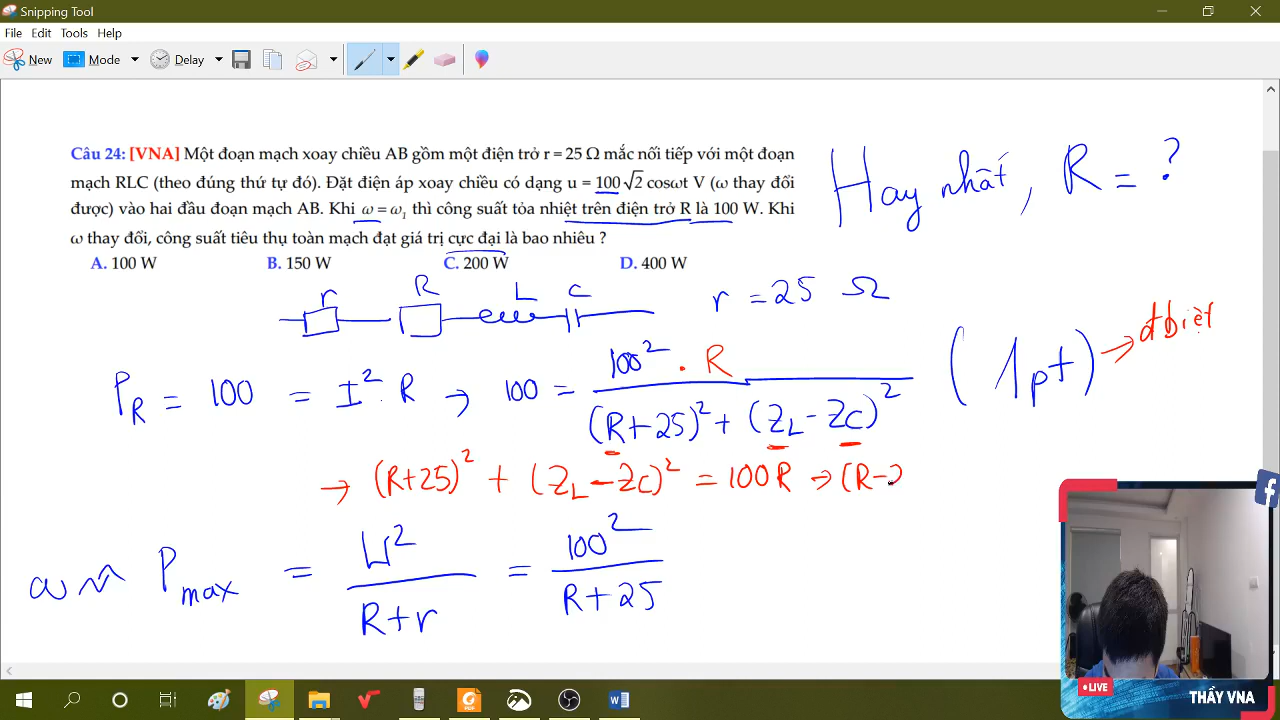 Snipping Tool
File Edit Tools Help
New Mode Delay
Câu 24: [VNA] Một đoạn mạch xoay chiều AB gồm một điện trở r = 25 Ω mắc nối tiếp với một đoạn
mạch RLC (theo đúng thứ tự đó). Đặt điện áp xoay chiều có dạng u = 100√2 cosωt V (ω thay đổi
được) vào hai đầu đoạn mạch AB. Khi ω = ω₁ thì công suất tỏa nhiệt trên điện trở R là 100 W. Khi
ω thay đổi, công suất tiêu thụ toàn mạch đạt giá trị cực đại là bao nhiêu ?
A. 100 W B. 150 W C. 200 W D. 400 W
Hay nhất, R = ?
r R L C r = 25 Ω
P_R = 100 = I². R → 100 = 100² . R / (R+25)² + (Z_L - Z_C)² (1pt) → đbiệt
→ (R+25)² + (Z_L - Z_C)² = 100R → (R-
ω P_max = U² / R+r = 100² / R+25
LIVE
THẦY VNA